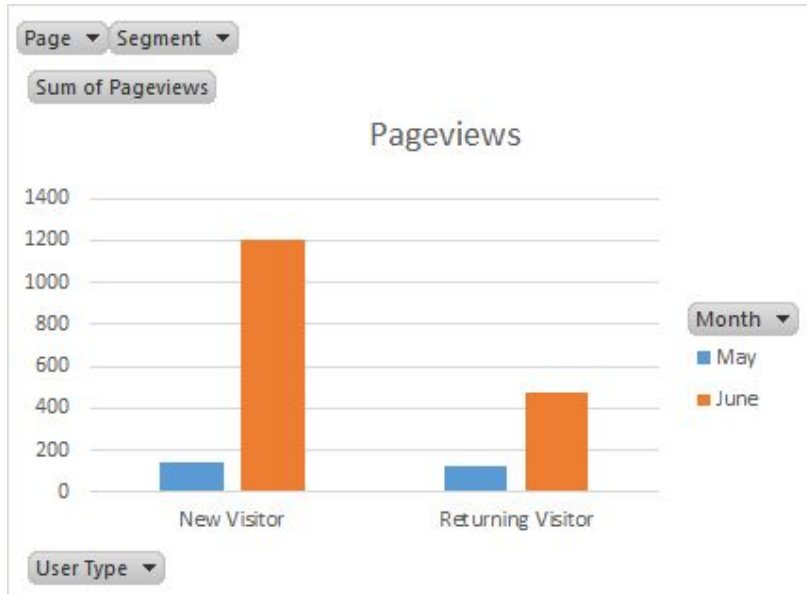 Page Segment
Sum of Pageviews
Pageviews
1400
1200
1000
800
600
400
200
0
New Visitor Returning Visitor
Month
May
June
User Type